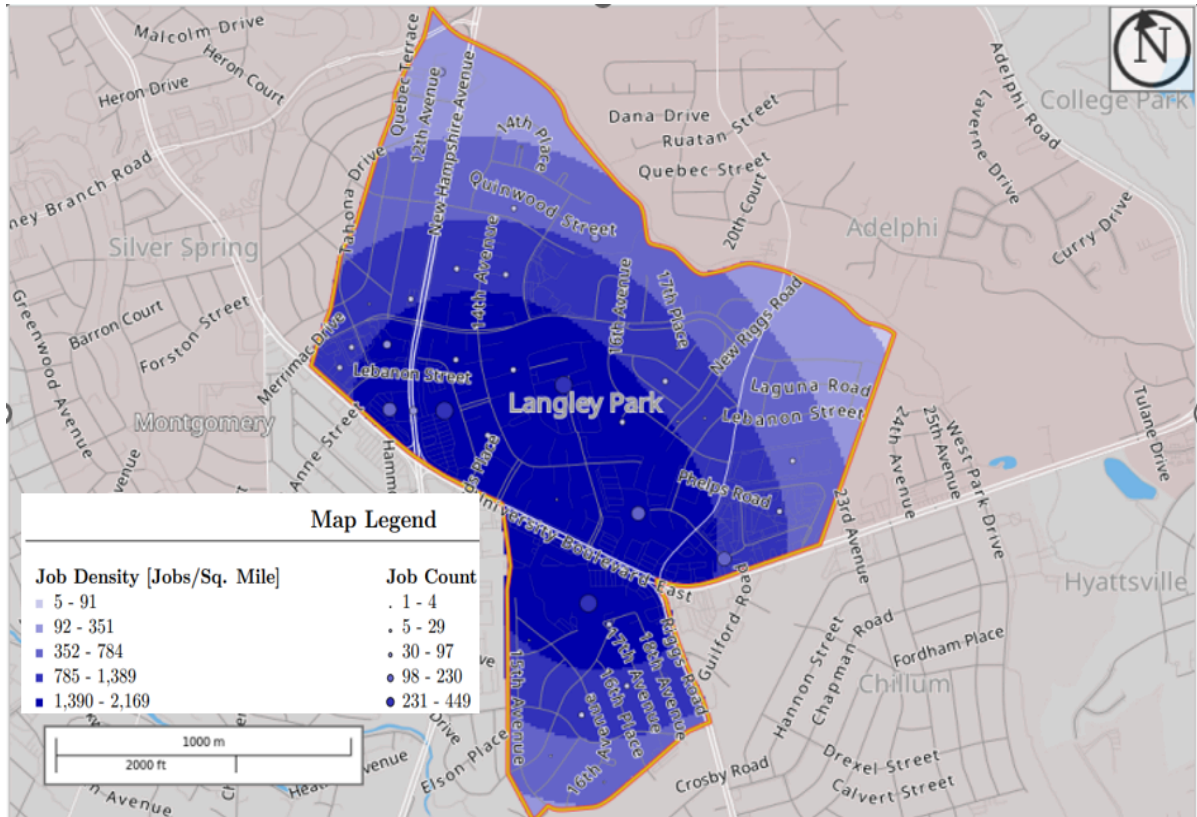 Malcolm Drive
Heron Court
Heron Drive
ney Branch Road
Silver Spring
Barron Court
Forston Street
Greenwood Avenue
Merrimac Drive
Montgomery
Anne Street
Quebec Terrace
12th Avenue
New Hampshire Avenue
Tahona Drive
14th Place
Quinwood Street
14th Avenue
16th Avenue
17th Place
New Riggs Road
20th Court
Dana Drive
Ruatan Street
Quebec Street
Adelphi
Adelphi Road
College Park
Laverne Drive
Curry Drive
N
Lebanon Street
Langley Park
Laguna Road
Lebanon Street
Phelps Road
University Boulevard East
23rd Avenue
24th Avenue
25th Avenue
West Park Drive
Tulane Drive
Hyattsville
Guilford Road
Riggs Road
18th Avenue
17th Avenue
16th Place
15th Avenue
16th Av
Hannon Street
Chapman Road
Fordham Place
Chillum
Drexel Street
Calvert Street
Crosby Road
Elson Place
Drive
Avenue
Map Legend
Job Density [Jobs/Sq. Mile]
5 - 91
92 - 351
352 - 784
785 - 1,389
1,390 - 2,169
Job Count
1 - 4
5 - 29
30 - 97
98 - 230
231 - 449
1000 m
2000 ft